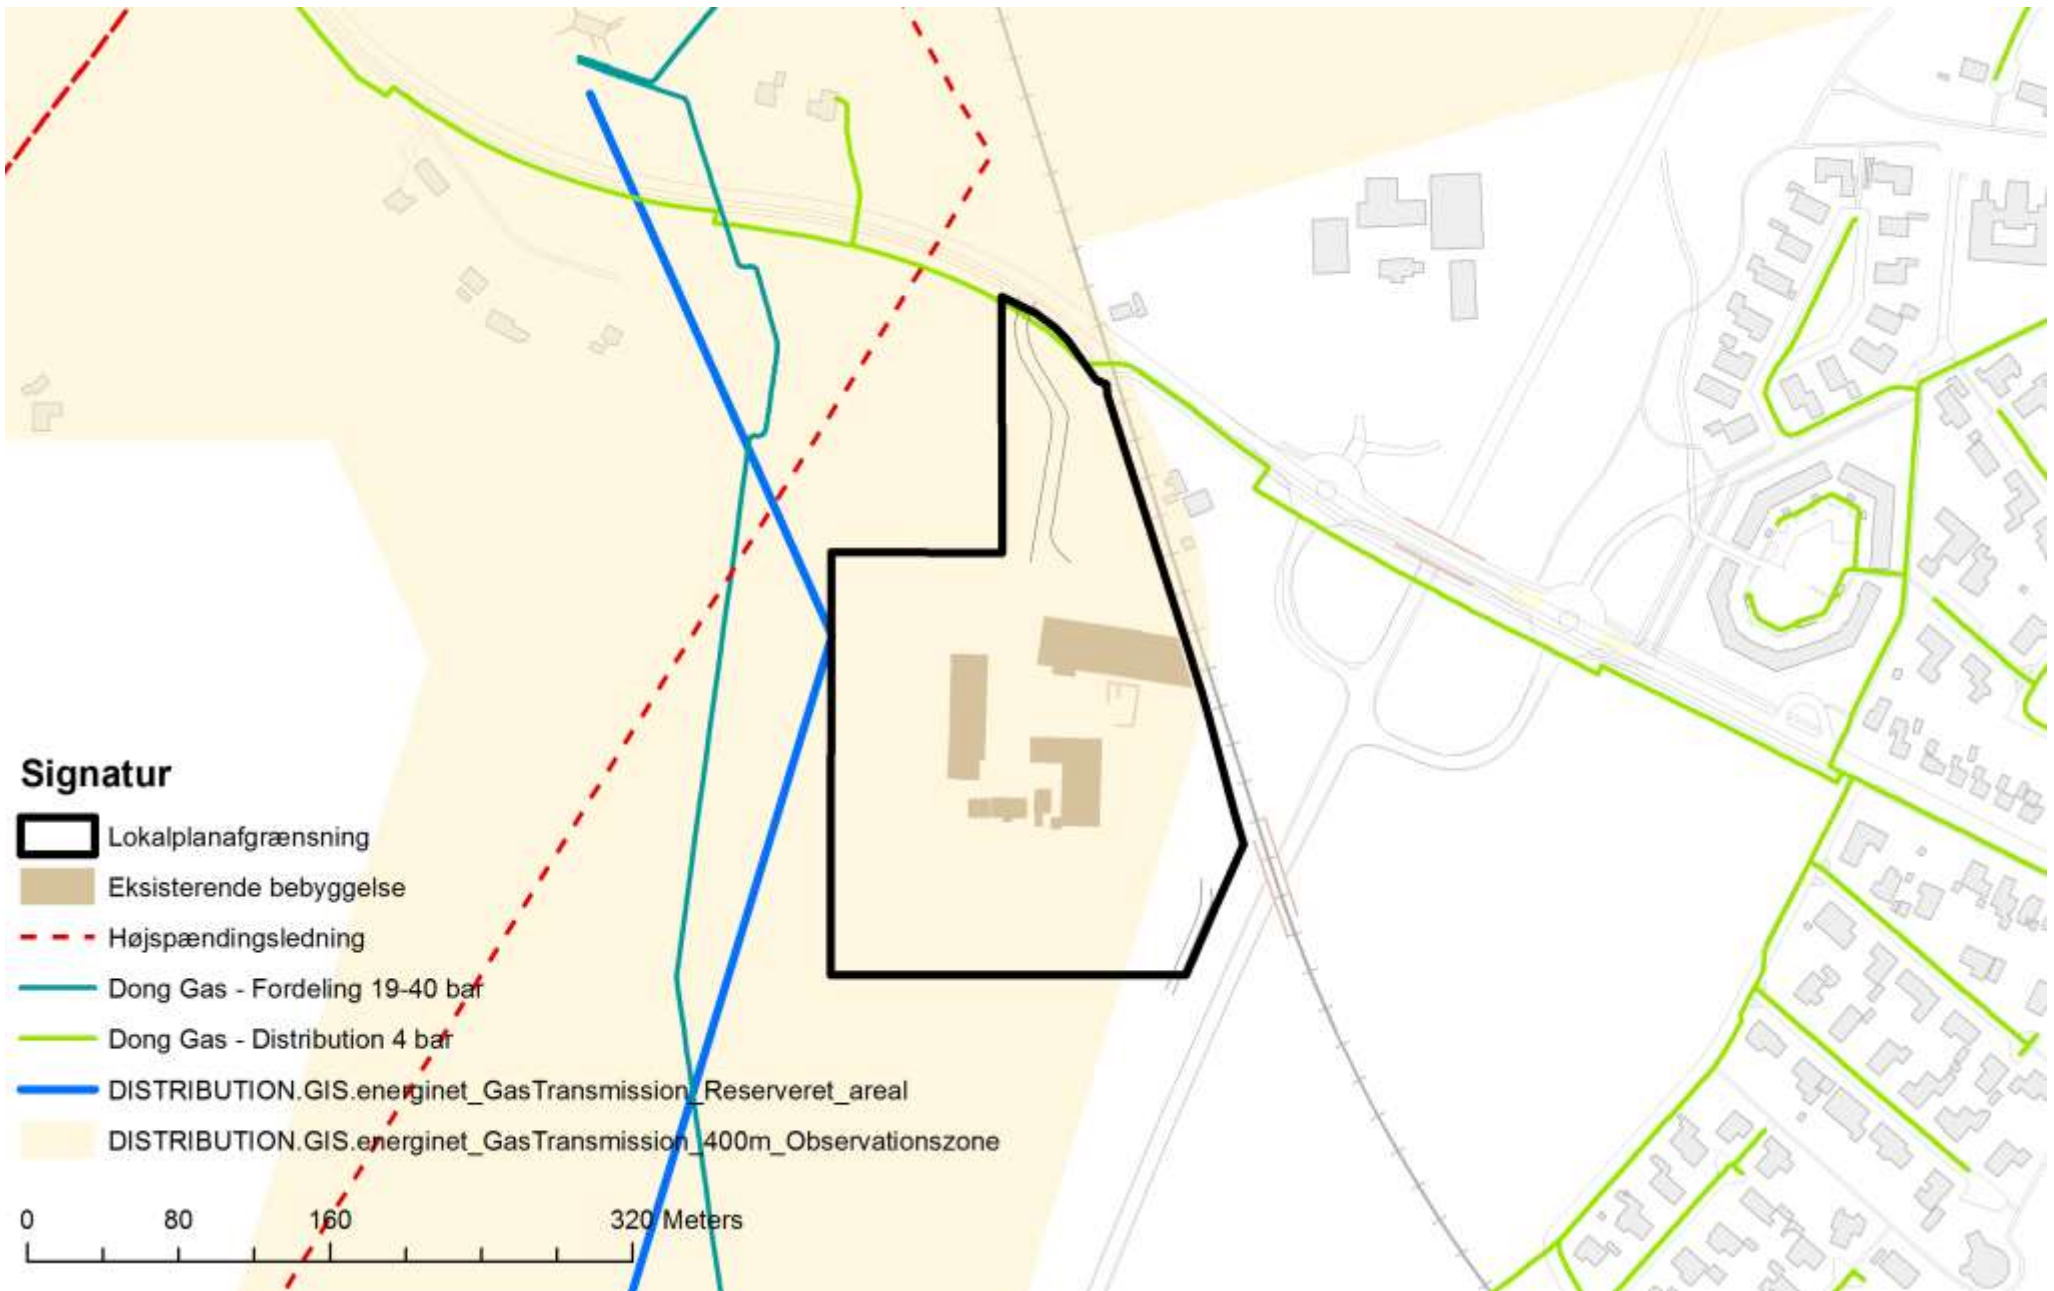 Signatur
Lokalplanafgrænsning
Eksisterende bebyggelse
Højspændingsledning
Dong Gas - Fordeling 19-40 bar
Dong Gas - Distribution 4 bar
DISTRIBUTION.GIS.energinet_GasTransmission_Reserveret_areal
DISTRIBUTION.GIS.energinet_GasTransmission_400m_Observationszone
0 80 160 320 Meters